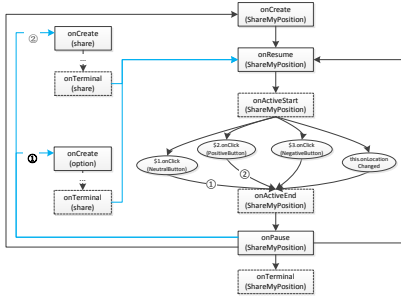 onCreate
(ShareMyPosition)
②
onCreate
(share)
...
onTerminal
(share)
onResume
(ShareMyPosition)
onActiveStart
(ShareMyPosition)
①
onCreate
(option)
...
onTerminal
(share)
$1.onClick
(NeutralButton)
$2.onClick
(PositiveButton)
$3.onClick
(NegativeButton)
this.onLocation
Changed
①
②
onActiveEnd
(ShareMyPosition)
onPause
(ShareMyPosition)
onTerminal
(ShareMyPosition)